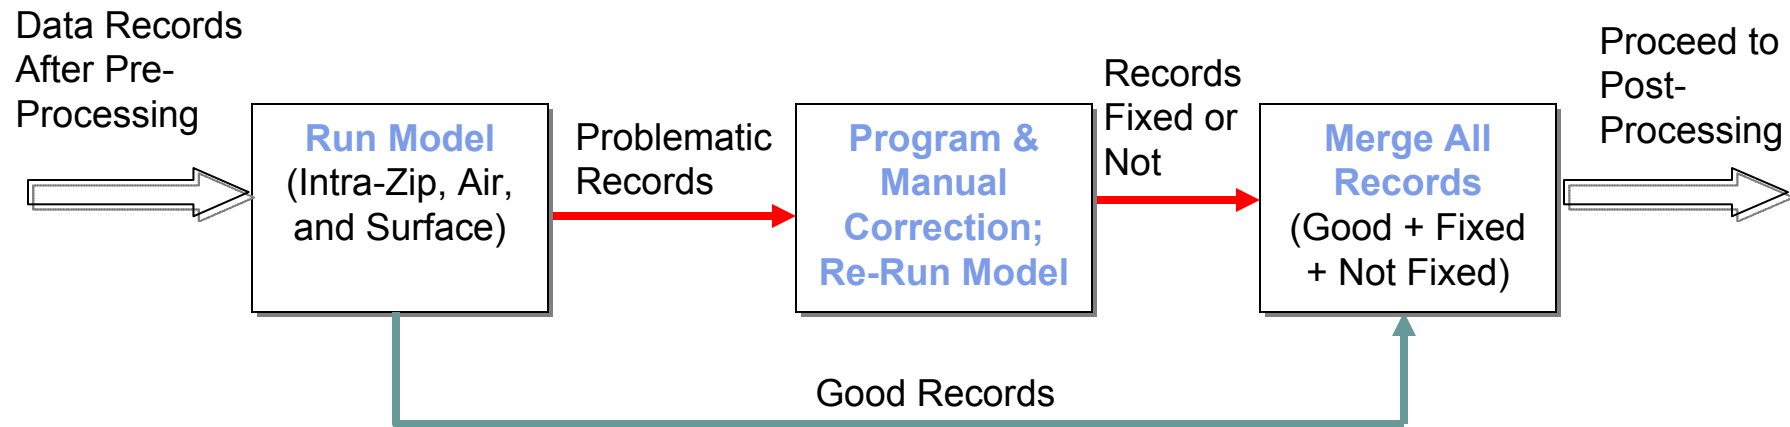 Data Records
After Pre-
Processing
Run Model
(Intra-Zip, Air,
and Surface)
Problematic
Records
Program &
Manual
Correction;
Re-Run Model
Records
Fixed or
Not
Merge All
Records
(Good + Fixed
+ Not Fixed)
Proceed to
Post-
Processing
Good Records